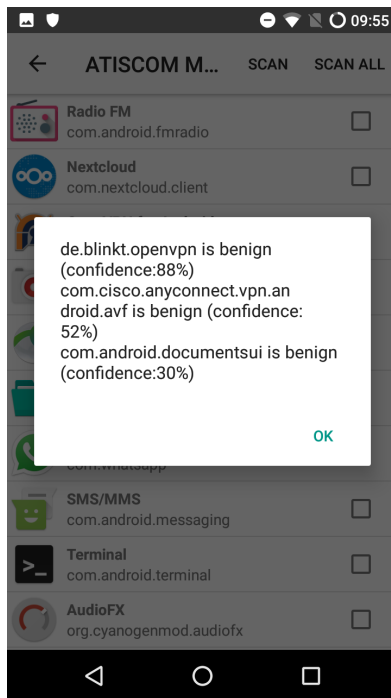 09:55
ATISCOM M...
SCAN
SCAN ALL
Radio FM
com.android.fmradio
Nextcloud
com.nextcloud.client
de.blinkt.openvpn is benign
(confidence:88%)
com.cisco.anyconnect.vpn.an
droid.avf is benign (confidence:
52%)
com.android.documentsui is benign
(confidence:30%)
OK
com.whatsapp
SMS/MMS
com.android.messaging
Terminal
com.android.terminal
AudioFX
org.cyanogenmod.audiofx